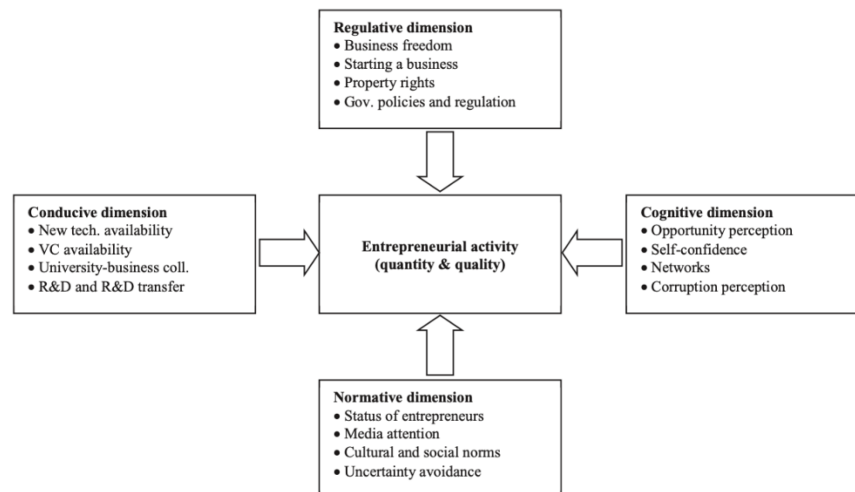 Regulative dimension
• Business freedom
• Starting a business
• Property rights
• Gov. policies and regulation
Conducive dimension
• New tech. availability
• VC availability
• University-business coll.
• R&D and R&D transfer
Entrepreneurial activity
(quantity & quality)
Cognitive dimension
• Opportunity perception
• Self-confidence
• Networks
• Corruption perception
Normative dimension
• Status of entrepreneurs
• Media attention
• Cultural and social norms
• Uncertainty avoidance